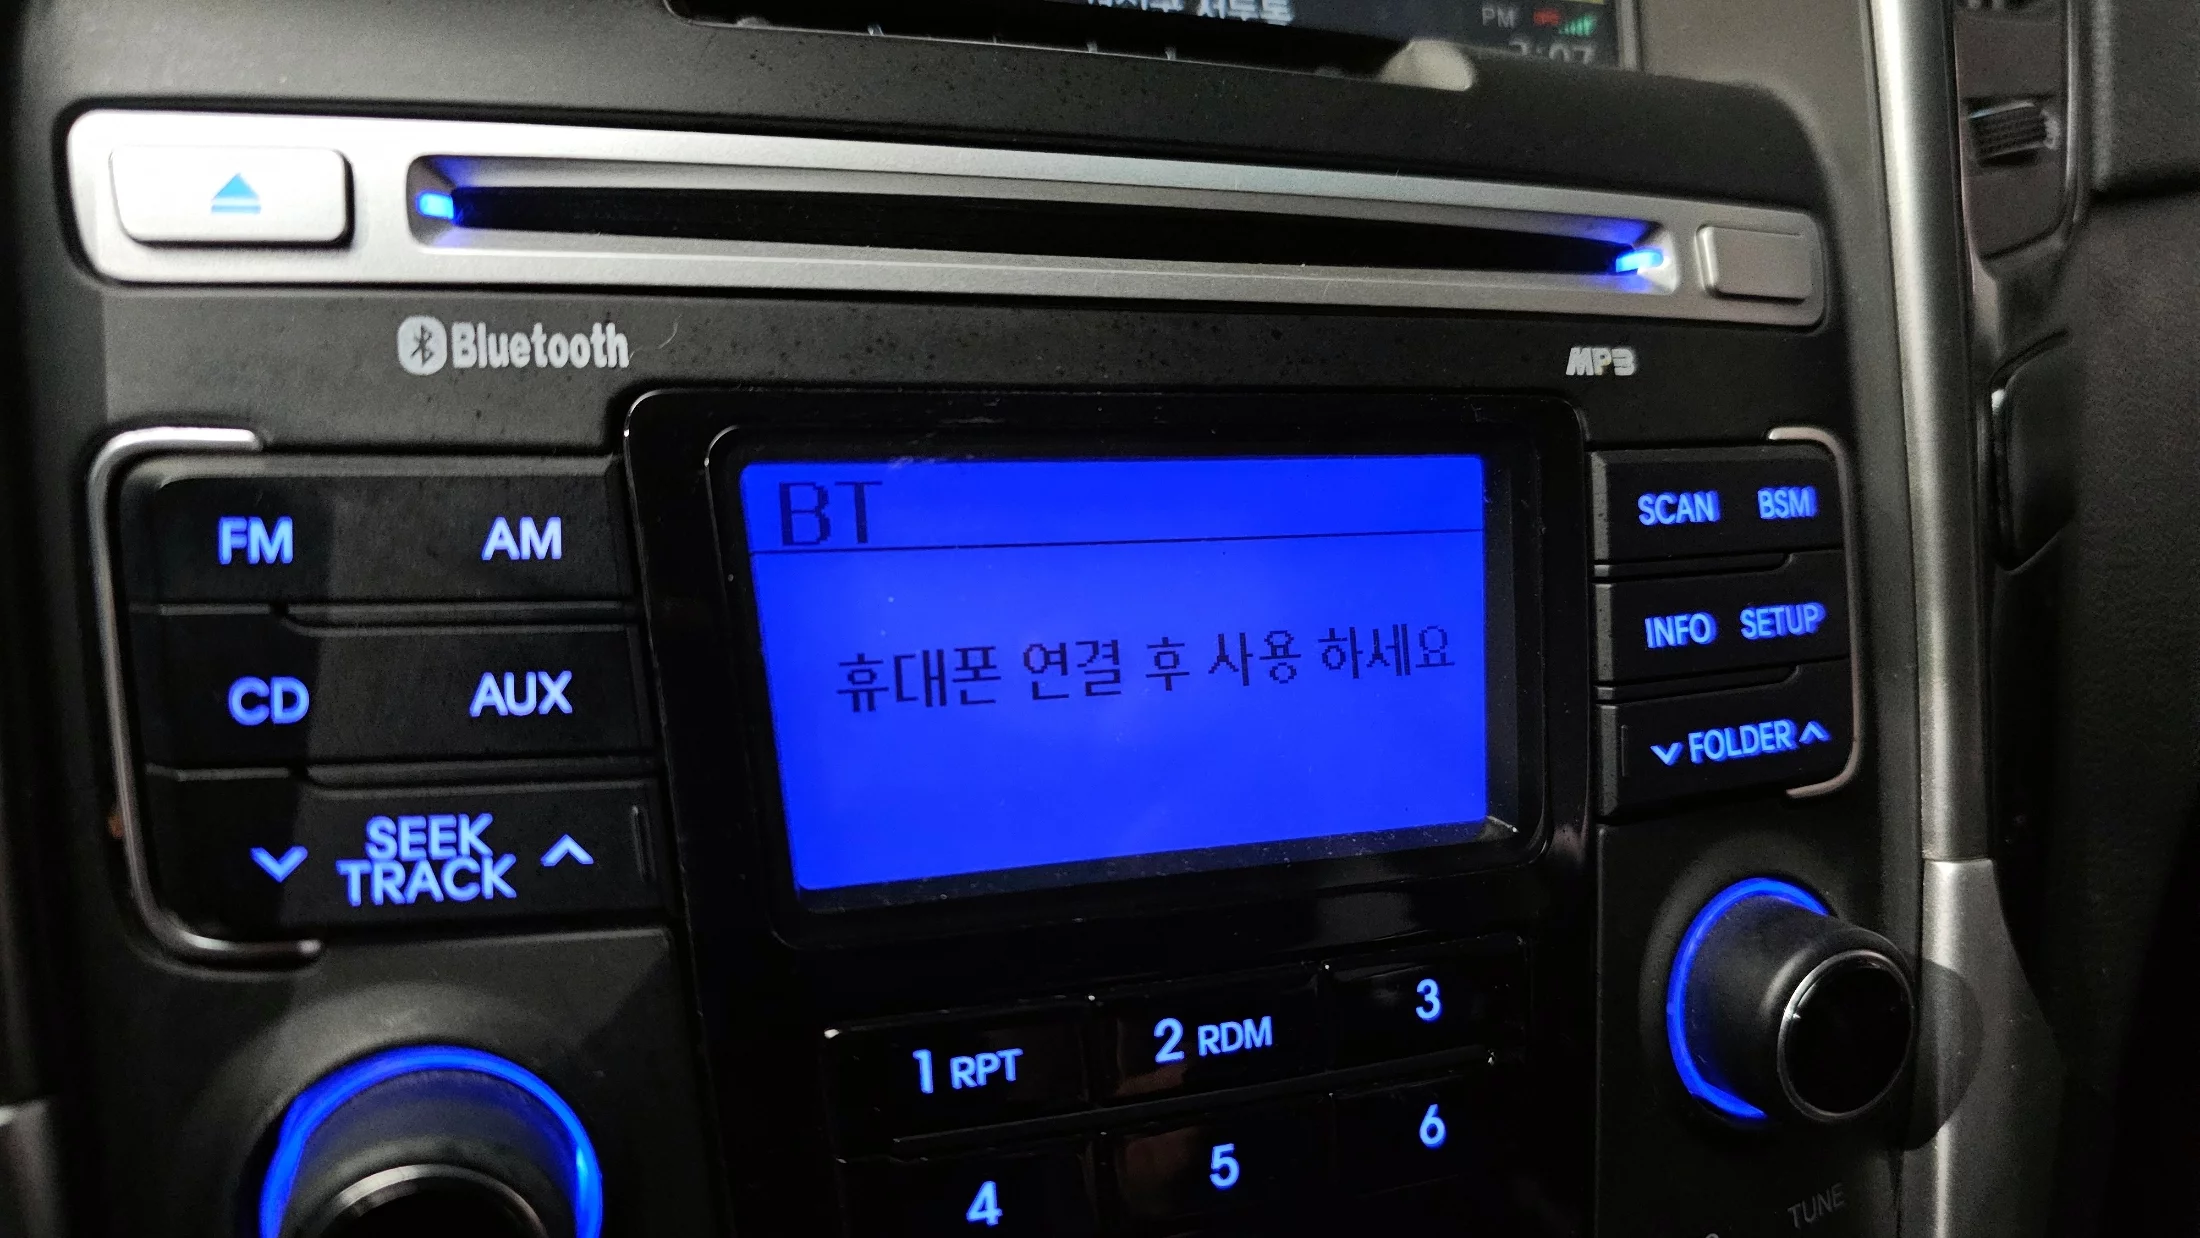 PM
Bluetooth
MP3
BT
휴대폰 연결 후 사용 하세요
FM
AM
CD
AUX
SEEK
TRACK
SCAN
BSM
INFO
SETUP
FOLDER
1 RPT
2 RDM
3
4
5
6
TUNE